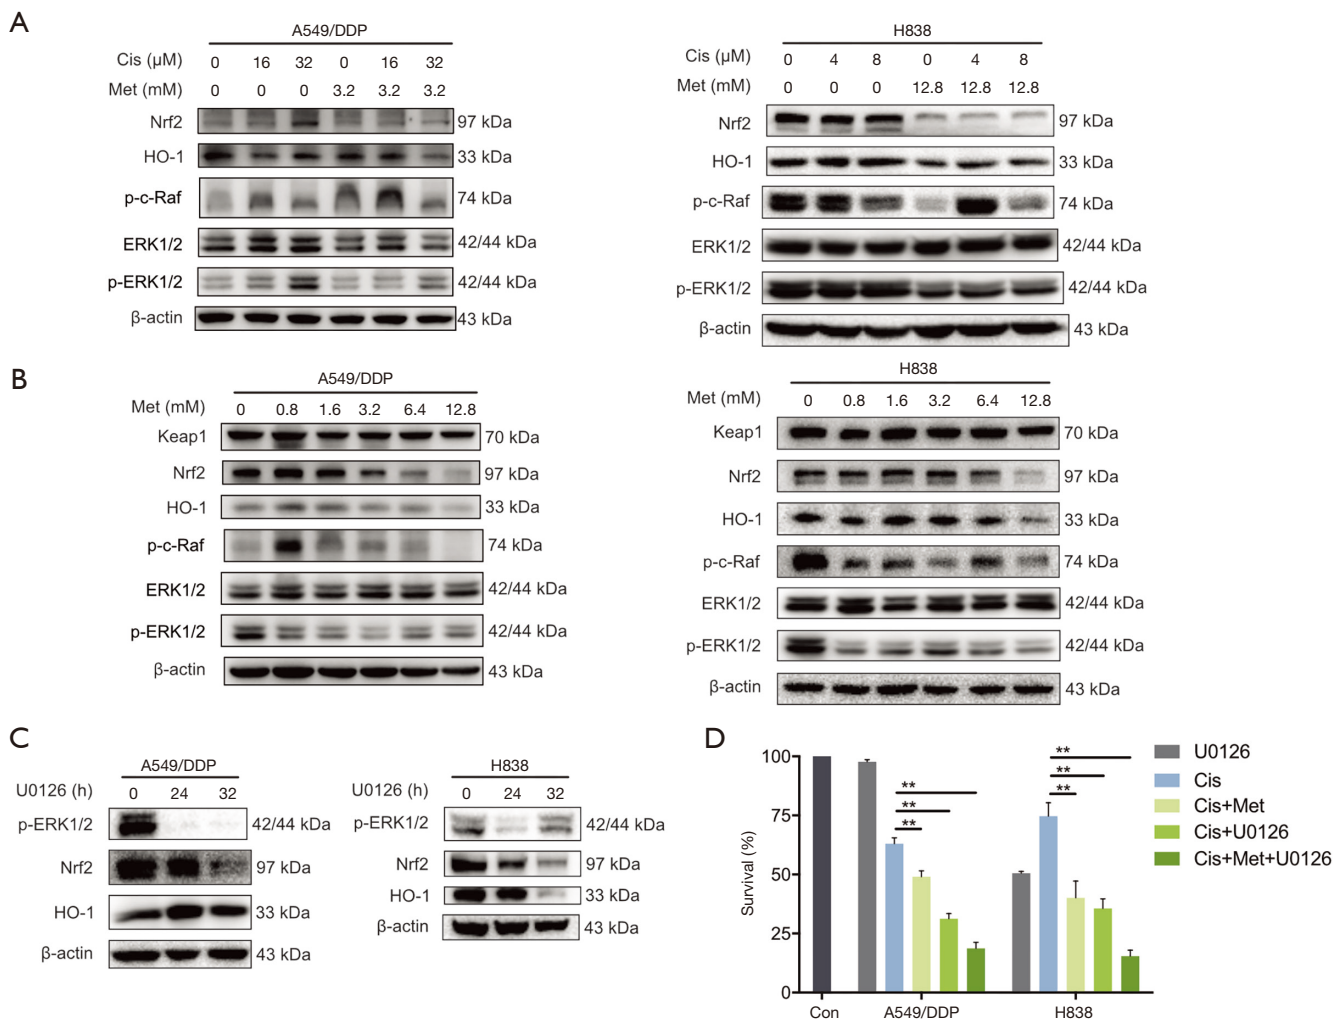 A
A549/DDP
Cis (μM) 0 16 32 0 16 32
Met (mM) 0 0 0 3.2 3.2 3.2
Nrf2 97 kDa
HO-1 33 kDa
p-c-Raf 74 kDa
ERK1/2 42/44 kDa
p-ERK1/2 42/44 kDa
β-actin 43 kDa
H838
Cis (μM) 0 4 8 0 4 8
Met (mM) 0 0 0 12.8 12.8 12.8
Nrf2 97 kDa
HO-1 33 kDa
p-c-Raf 74 kDa
ERK1/2 42/44 kDa
p-ERK1/2 42/44 kDa
β-actin 43 kDa
B
A549/DDP
Met (mM) 0 0.8 1.6 3.2 6.4 12.8
Keap1 70 kDa
Nrf2 97 kDa
HO-1 33 kDa
p-c-Raf 74 kDa
ERK1/2 42/44 kDa
p-ERK1/2 42/44 kDa
β-actin 43 kDa
H838
Met (mM) 0 0.8 1.6 3.2 6.4 12.8
Keap1 70 kDa
Nrf2 97 kDa
HO-1 33 kDa
p-c-Raf 74 kDa
ERK1/2 42/44 kDa
p-ERK1/2 42/44 kDa
β-actin 43 kDa
C
A549/DDP
U0126 (h) 0 24 32
p-ERK1/2 42/44 kDa
Nrf2 97 kDa
HO-1 33 kDa
β-actin 43 kDa
H838
U0126 (h) 0 24 32
p-ERK1/2 42/44 kDa
Nrf2 97 kDa
HO-1 33 kDa
β-actin 43 kDa
D
Survival (%)
100
75
50
25
0
**
**
**
**
**
**
Con A549/DDP H838
U0126
Cis
Cis+Met
Cis+U0126
Cis+Met+U0126